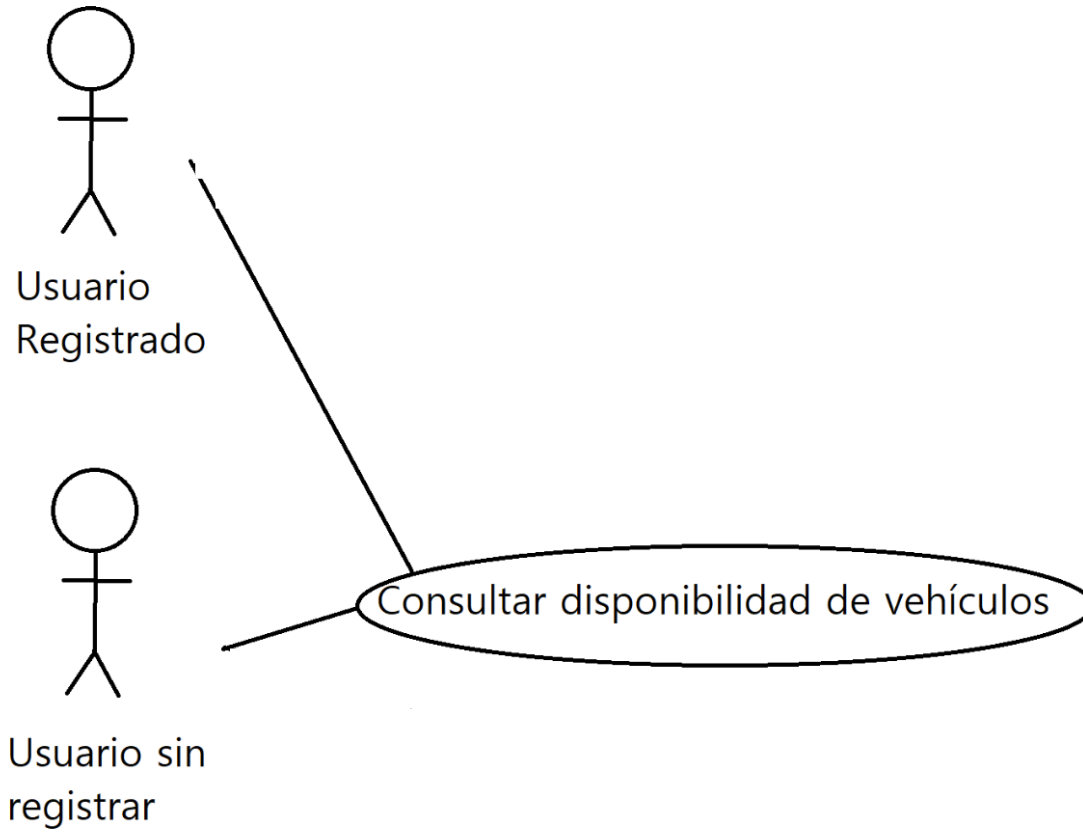 Usuario
Registrado
Consultar disponibilidad de vehículos
Usuario sin
registrar